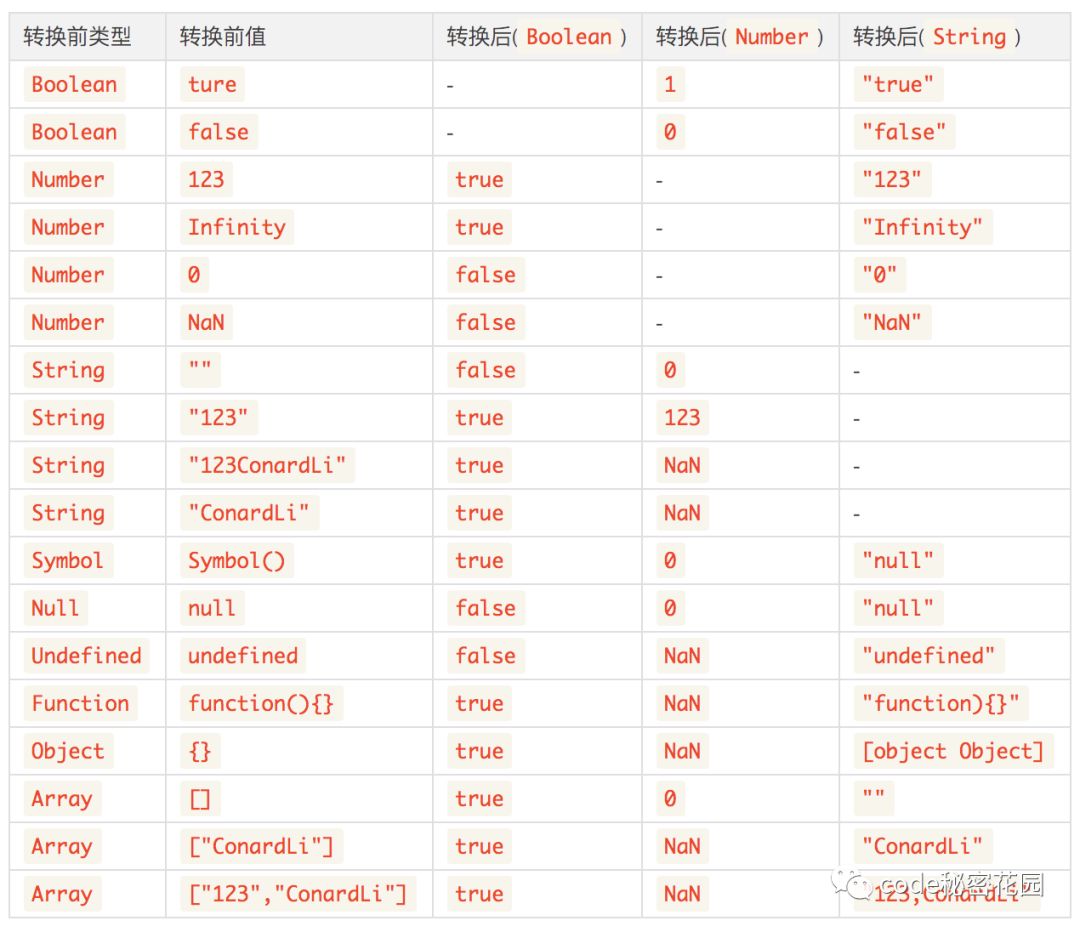 转换前类型 转换前值 转换后( Boolean ) 转换后( Number ) 转换后( String )
Boolean ture - 1 "true"
Boolean false - 0 "false"
Number 123 true - "123"
Number Infinity true - "Infinity"
Number 0 false - "0"
Number NaN false - "NaN"
String "" false 0 -
String "123" true 123 -
String "123ConardLi" true NaN -
String "ConardLi" true NaN -
Symbol Symbol() true 0 "null"
Null null false 0 "null"
Undefined undefined false NaN "undefined"
Function function(){} true NaN "function){}"
Object {} true NaN [object Object]
Array [] true 0 ""
Array ["ConardLi"] true NaN "ConardLi"
Array ["123","ConardLi"] true NaN "123,ConardLi"
code秘密花园